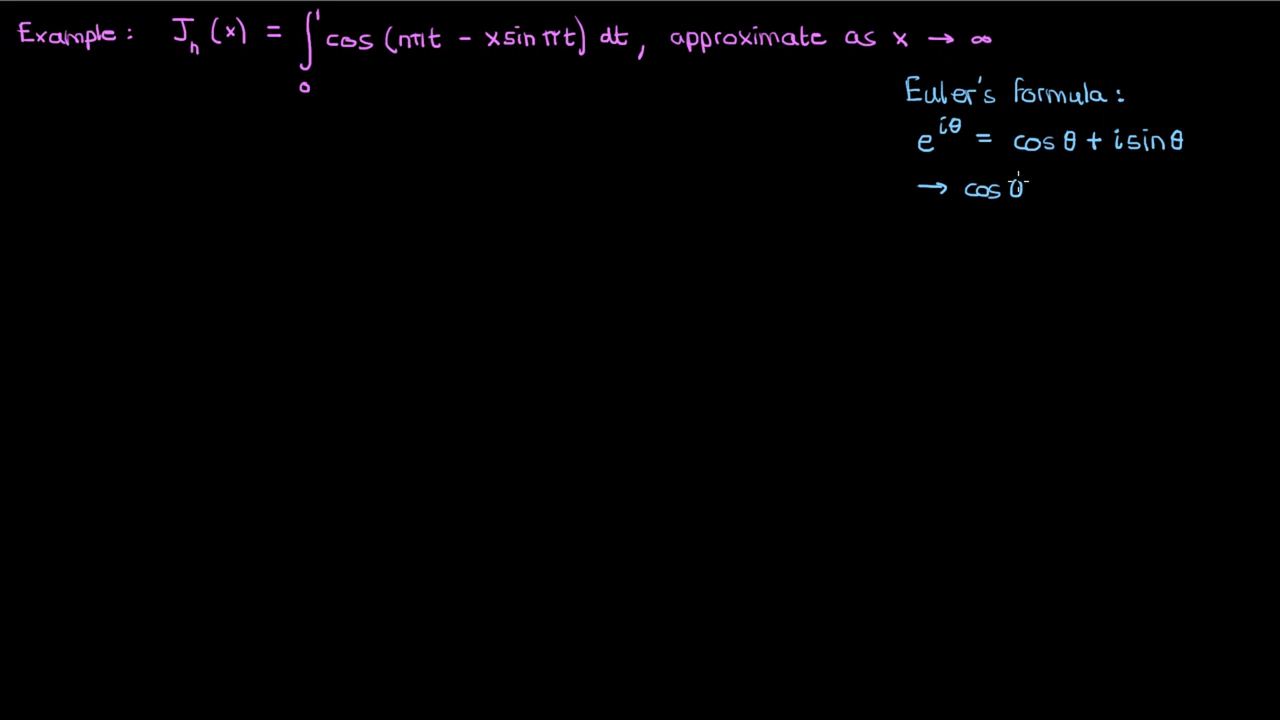 Example: Jₙ(x) = ∫₀¹ cos (nπt − x sin πt) dt, approximate as x → ∞
Euler's formula:
e^{iθ} = cos θ + i sin θ
→ cos θ